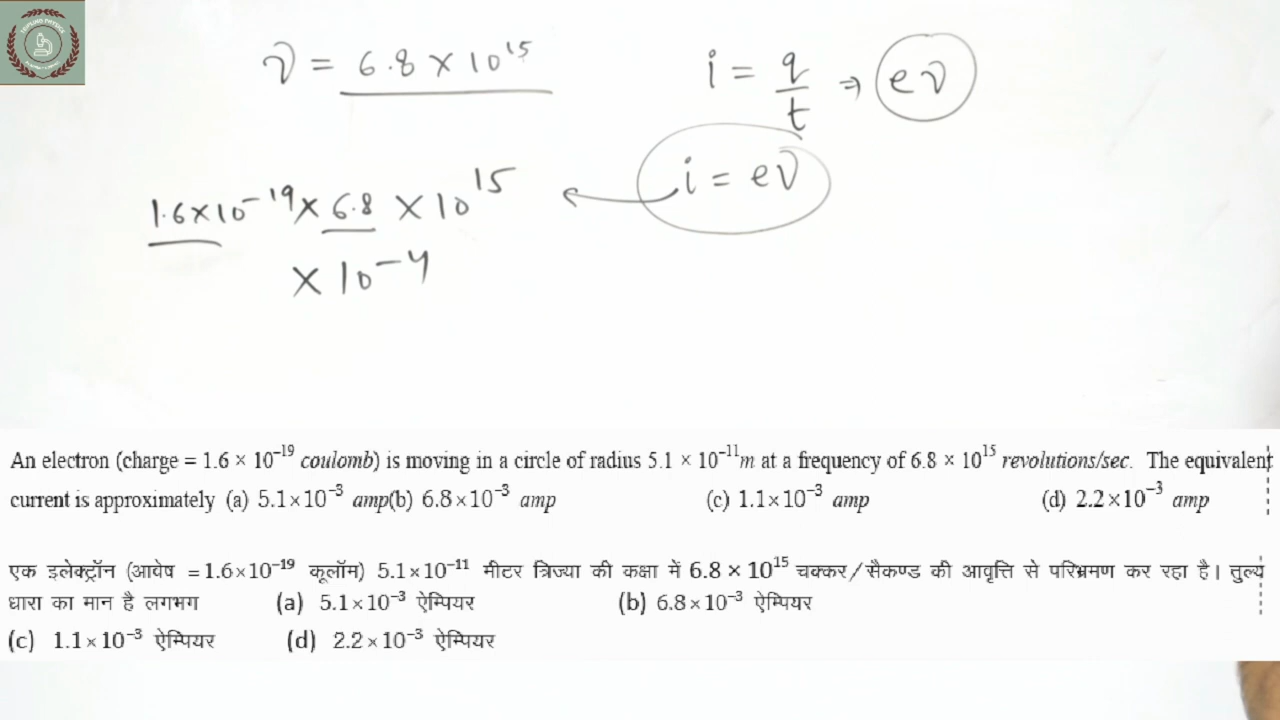 ν = 6.8 × 10¹⁵
i = q/t ⇒ eν
i = eν
1.6×10⁻¹⁹ × 6.8 × 10¹⁵
× 10⁻⁴
An electron (charge = 1.6 × 10⁻¹⁹ coulomb) is moving in a circle of radius 5.1 × 10⁻¹¹m at a frequency of 6.8 × 10¹⁵ revolutions/sec. The equivalent
current is approximately (a) 5.1×10⁻³ amp(b) 6.8×10⁻³ amp (c) 1.1×10⁻³ amp (d) 2.2×10⁻³ amp
एक इलेक्ट्रॉन (आवेष =1.6×10⁻¹⁹ कूलॉम) 5.1×10⁻¹¹ मीटर त्रिज्या की कक्षा में 6.8 × 10¹⁵ चक्कर/सैकण्ड की आवृत्ति से परिभ्रमण कर रहा है। तुल्य
धारा का मान है लगभग (a) 5.1×10⁻³ ऐम्पियर (b) 6.8×10⁻³ ऐम्पियर
(c) 1.1×10⁻³ ऐम्पियर (d) 2.2×10⁻³ ऐम्पियर